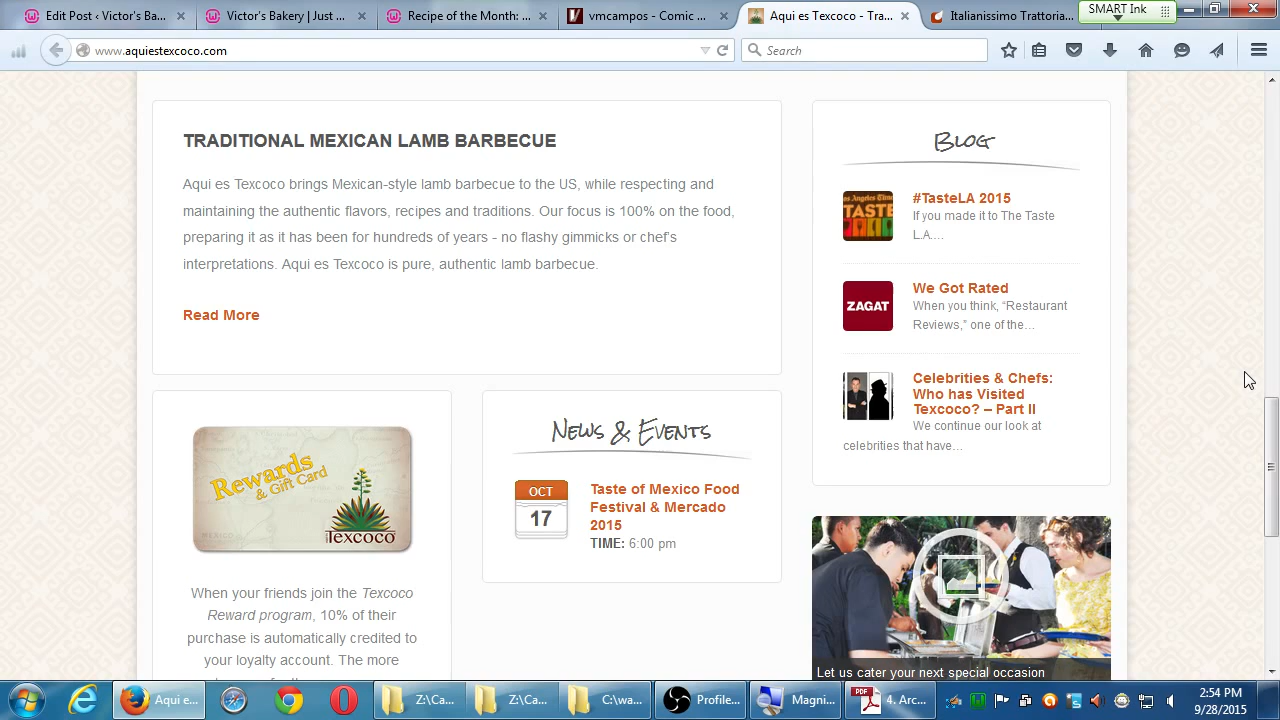 Edit Post ‹ Victor's Ba...
Victor's Bakery | Just ...
Recipe of the Month: ...
vmcampos - Comic ...
Aqui es Texcoco - Tra...
Italianissimo Trattoria...
SMART Ink
www.aquiestexcoco.com
Search
TRADITIONAL MEXICAN LAMB BARBECUE
Aqui es Texcoco brings Mexican-style lamb barbecue to the US, while respecting and
maintaining the authentic flavors, recipes and traditions. Our focus is 100% on the food,
preparing it as it has been for hundreds of years - no flashy gimmicks or chef's
interpretations. Aqui es Texcoco is pure, authentic lamb barbecue.
Read More
Blog
Los Angeles Times
TASTE
#TasteLA 2015
If you made it to The Taste
L.A....
ZAGAT
We Got Rated
When you think, “Restaurant
Reviews,” one of the...
Celebrities & Chefs:
Who has Visited
Texcoco? – Part II
We continue our look at
celebrities that have...
Rewards
& Gift Card
MEXICO
Texcoco
When your friends join the Texcoco
Reward program, 10% of their
purchase is automatically credited to
your loyalty account. The more
News & Events
OCT
17
Taste of Mexico Food
Festival & Mercado
2015
TIME: 6:00 pm
Let us cater your next special occasion
Aqui e...
Z:\Ca...
Z:\Ca...
C:\wa...
Profile...
Magni...
PDF
4. Arc...
2:54 PM
9/28/2015